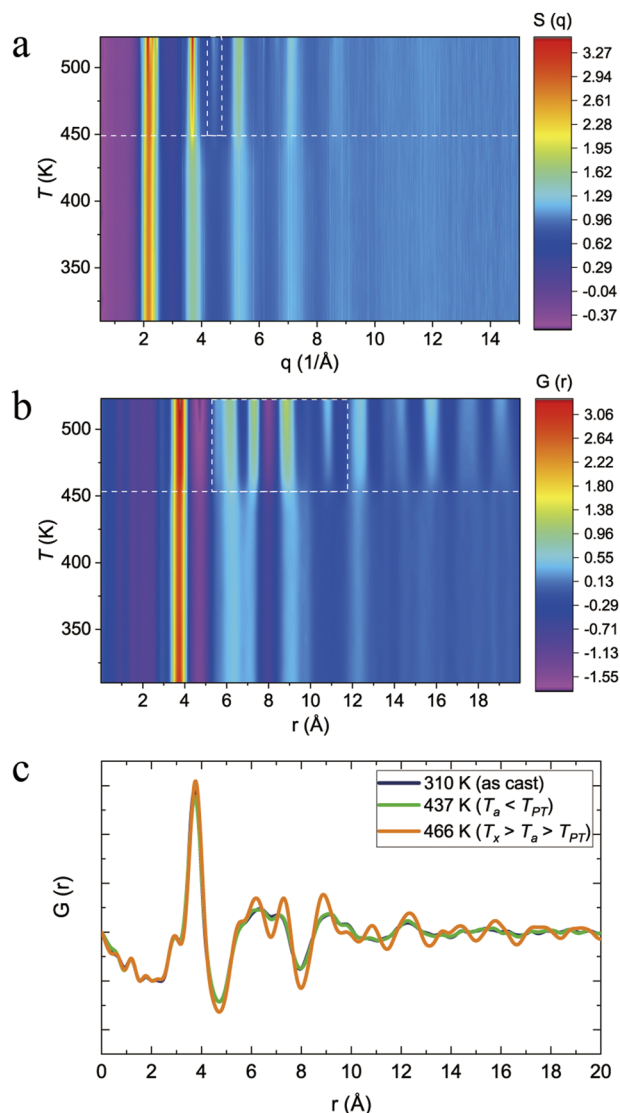 a
S (q)
3.27
2.94
2.61
2.28
1.95
1.62
1.29
0.96
0.62
0.29
-0.04
-0.37
T (K)
500
450
400
350
2 4 6 8 10 12 14
q (1/Å)
b
G (r)
3.06
2.64
2.22
1.80
1.38
0.96
0.55
0.13
-0.29
-0.71
-1.13
-1.55
T (K)
500
450
400
350
2 4 6 8 10 12 14 16 18
r (Å)
c
310 K (as cast)
437 K (Ta < TPT)
466 K (Tx > Ta > TPT)
G (r)
0 2 4 6 8 10 12 14 16 18 20
r (Å)